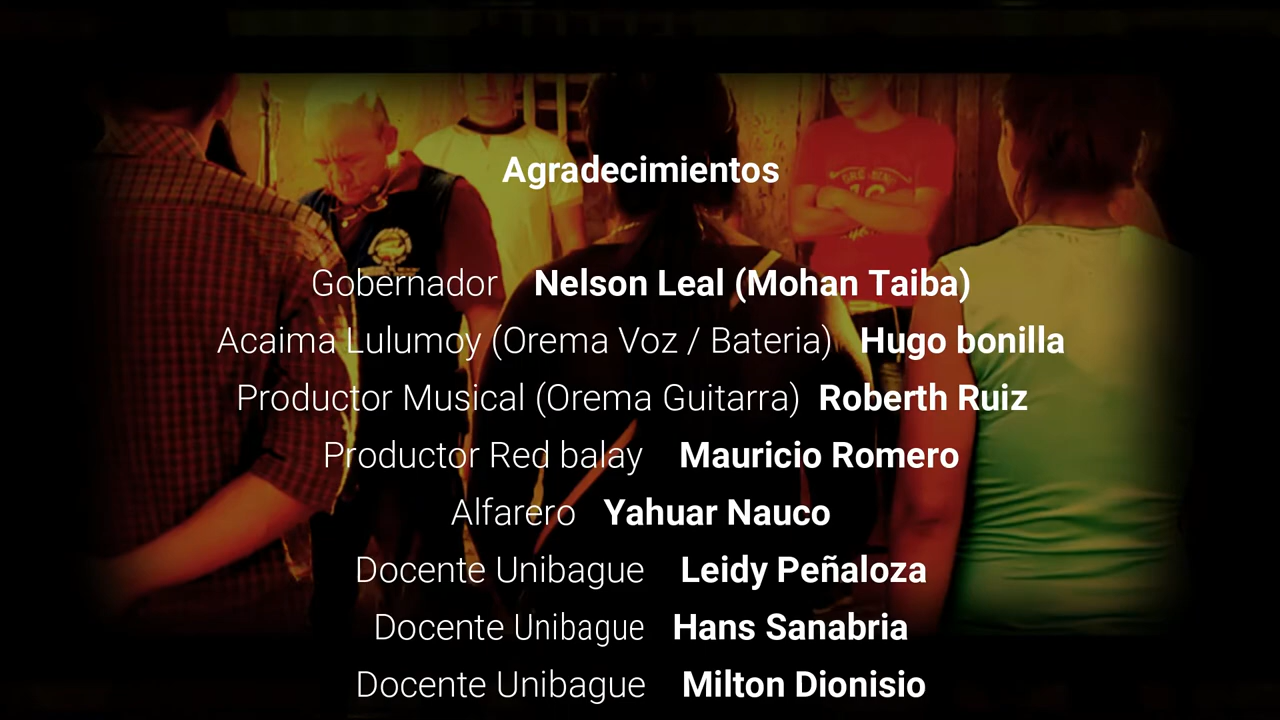 Agradecimientos
Gobernador Nelson Leal (Mohan Taiba)
Acaima Lulumoy (Orema Voz / Bateria) Hugo bonilla
Productor Musical (Orema Guitarra) Roberth Ruiz
Productor Red balay Mauricio Romero
Alfarero Yahuar Nauco
Docente Unibague Leidy Peñaloza
Docente Unibague Hans Sanabria
Docente Unibague Milton Dionisio